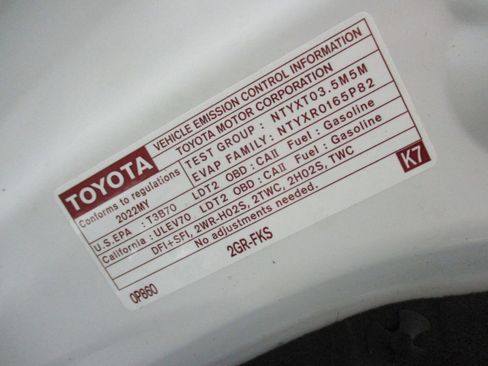 TOYOTA
VEHICLE EMISSION CONTROL INFORMATION
TOYOTA MOTOR CORPORATION
Conforms to regulations
2022MY
TEST GROUP: NTYXT03.5M5M
EVAP FAMILY: NTYXR0165P82
U.S.EPA : T3B70 LDT2 OBD : CAII Fuel : Gasoline
California : ULEV70 LDT2 OBD : CAII Fuel : Gasoline
DFI+SFI, 2WR-HO2S, 2TWC, 2HO2S, TWC
No adjustments needed.
K7
0P860
2GR-FKS